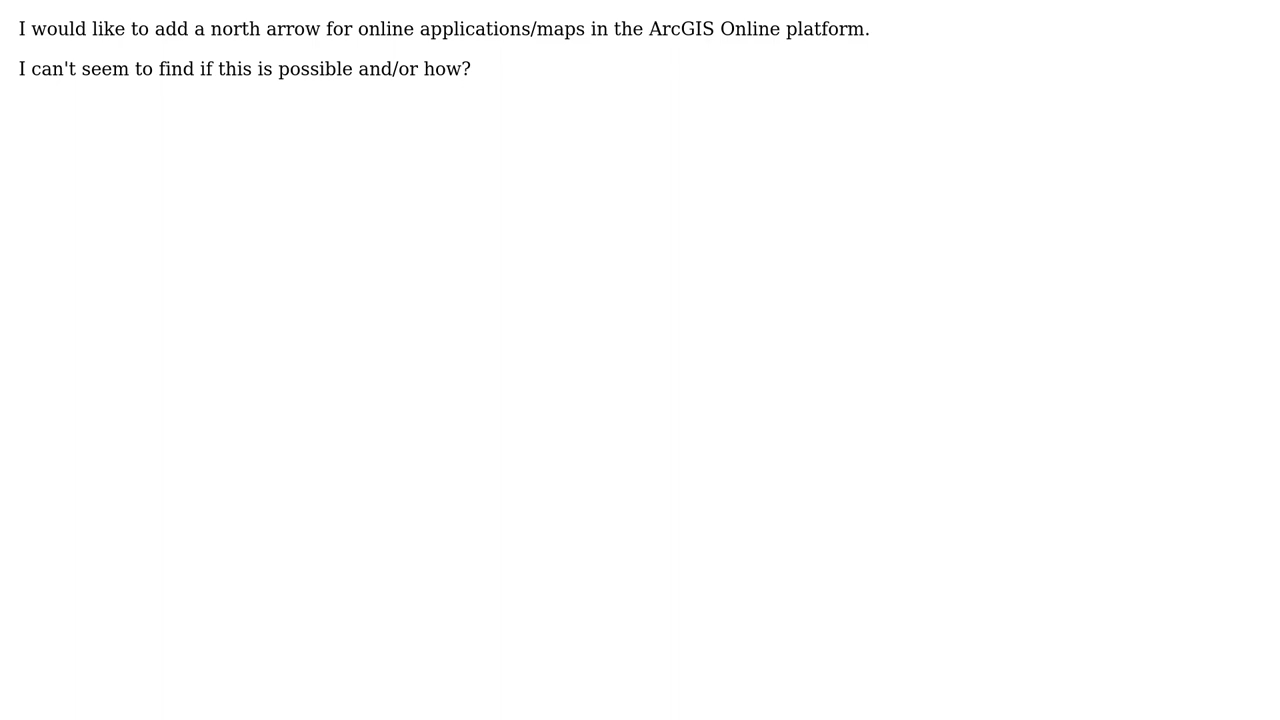 I would like to add a north arrow for online applications/maps in the ArcGIS Online platform.
I can't seem to find if this is possible and/or how?